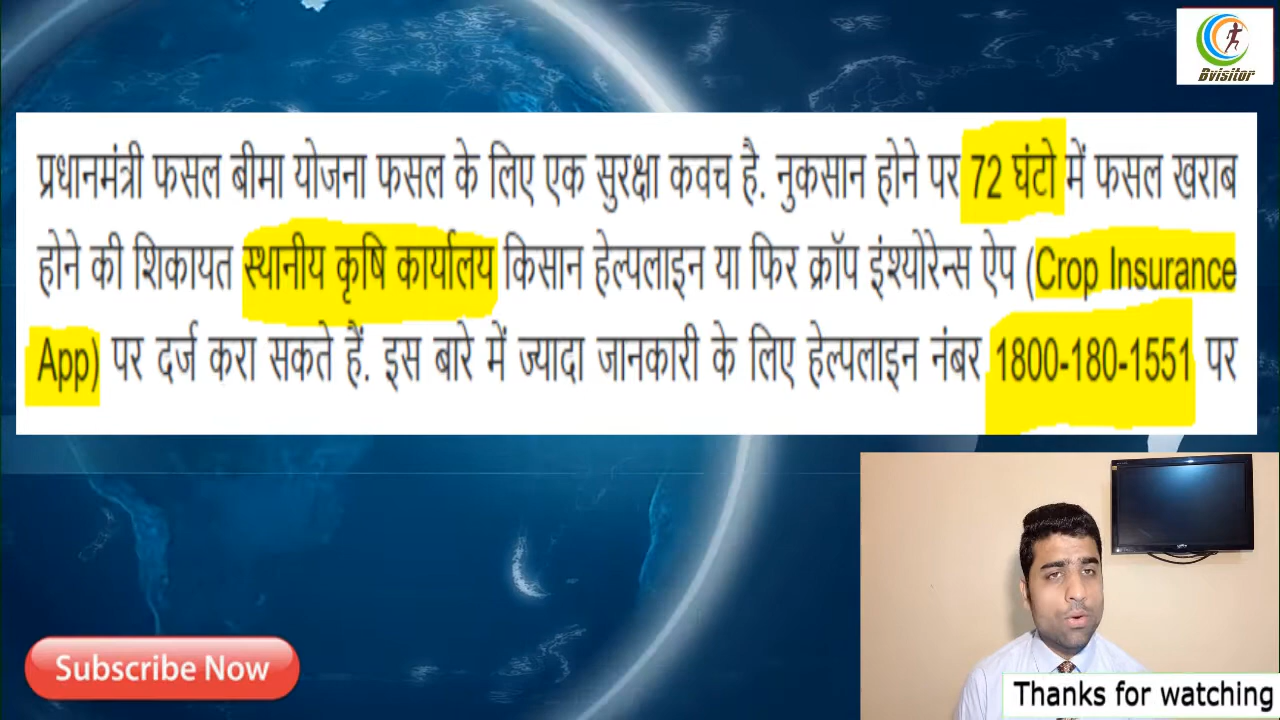 Bvisitor
प्रधानमंत्री फसल बीमा योजना फसल के लिए एक सुरक्षा कवच है. नुकसान होने पर 72 घंटो में फसल खराब
होने की शिकायत स्थानीय कृषि कार्यालय किसान हेल्पलाइन या फिर क्रॉप इंश्योरेन्स ऐप (Crop Insurance
App) पर दर्ज करा सकते हैं. इस बारे में ज्यादा जानकारी के लिए हेल्पलाइन नंबर 1800-180-1551 पर
Subscribe Now
Thanks for watching